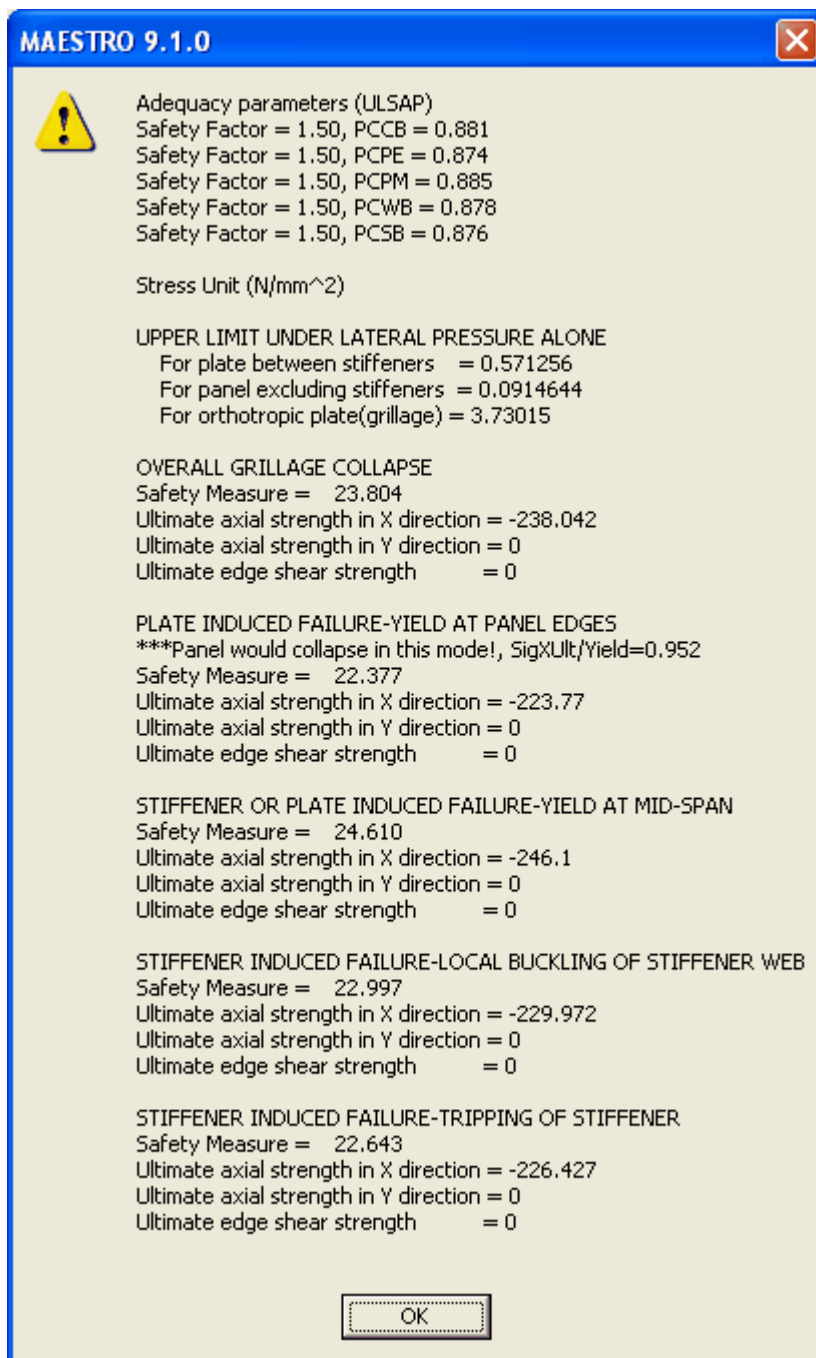 MAESTRO 9.1.0
Adequacy parameters (ULSAP)
Safety Factor = 1.50, PCCB = 0.881
Safety Factor = 1.50, PCPE = 0.874
Safety Factor = 1.50, PCPM = 0.885
Safety Factor = 1.50, PCWB = 0.878
Safety Factor = 1.50, PCSB = 0.876
Stress Unit (N/mm^2)
UPPER LIMIT UNDER LATERAL PRESSURE ALONE
For plate between stiffeners = 0.571256
For panel excluding stiffeners = 0.0914644
For orthotropic plate(grillage) = 3.73015
OVERALL GRILLAGE COLLAPSE
Safety Measure = 23.804
Ultimate axial strength in X direction = -238.042
Ultimate axial strength in Y direction = 0
Ultimate edge shear strength = 0
PLATE INDUCED FAILURE-YIELD AT PANEL EDGES
***Panel would collapse in this mode!, SigXUlt/Yield=0.952
Safety Measure = 22.377
Ultimate axial strength in X direction = -223.77
Ultimate axial strength in Y direction = 0
Ultimate edge shear strength = 0
STIFFENER OR PLATE INDUCED FAILURE-YIELD AT MID-SPAN
Safety Measure = 24.610
Ultimate axial strength in X direction = -246.1
Ultimate axial strength in Y direction = 0
Ultimate edge shear strength = 0
STIFFENER INDUCED FAILURE-LOCAL BUCKLING OF STIFFENER WEB
Safety Measure = 22.997
Ultimate axial strength in X direction = -229.972
Ultimate axial strength in Y direction = 0
Ultimate edge shear strength = 0
STIFFENER INDUCED FAILURE-TRIPPING OF STIFFENER
Safety Measure = 22.643
Ultimate axial strength in X direction = -226.427
Ultimate axial strength in Y direction = 0
Ultimate edge shear strength = 0
OK